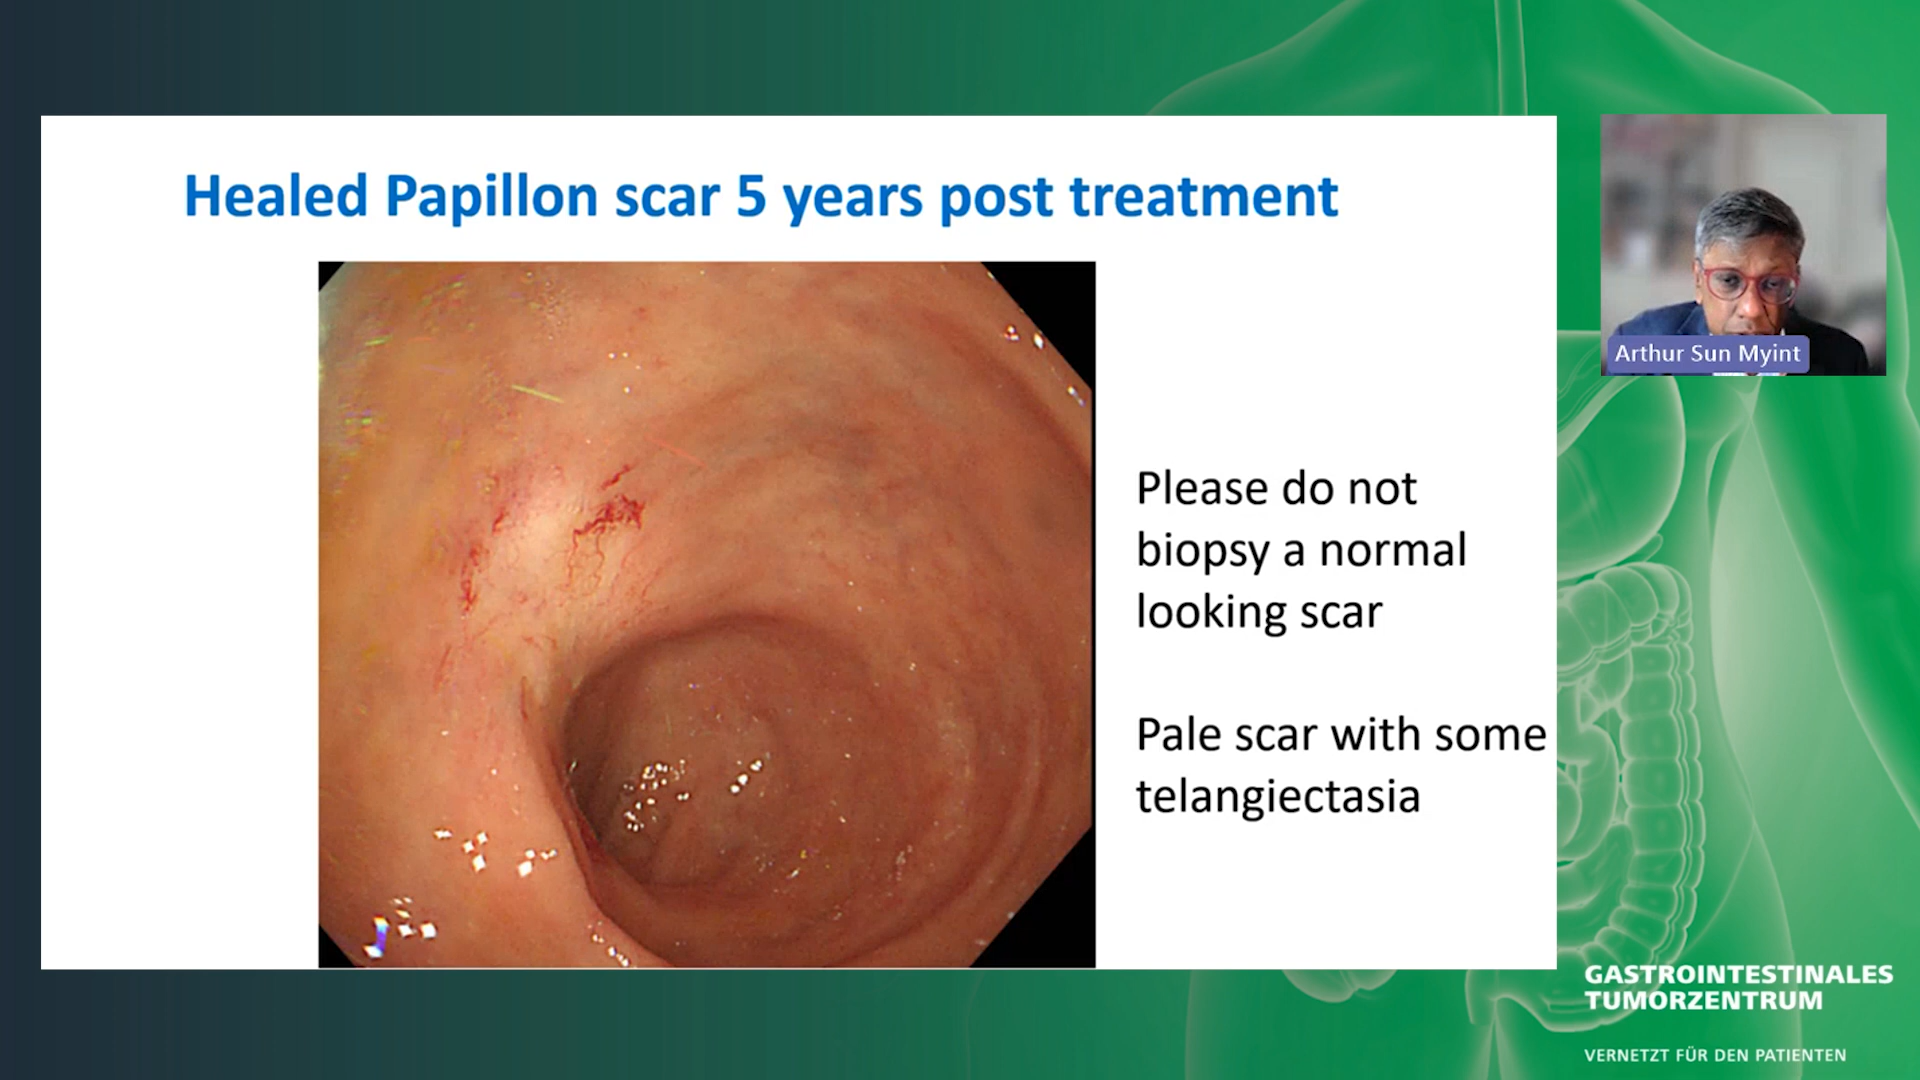 Healed Papillon scar 5 years post treatment
Please do not
biopsy a normal
looking scar
Pale scar with some
telangiectasia
Arthur Sun Myint
GASTROINTESTINALES
TUMORZENTRUM
VERNETZT FÜR DEN PATIENTEN